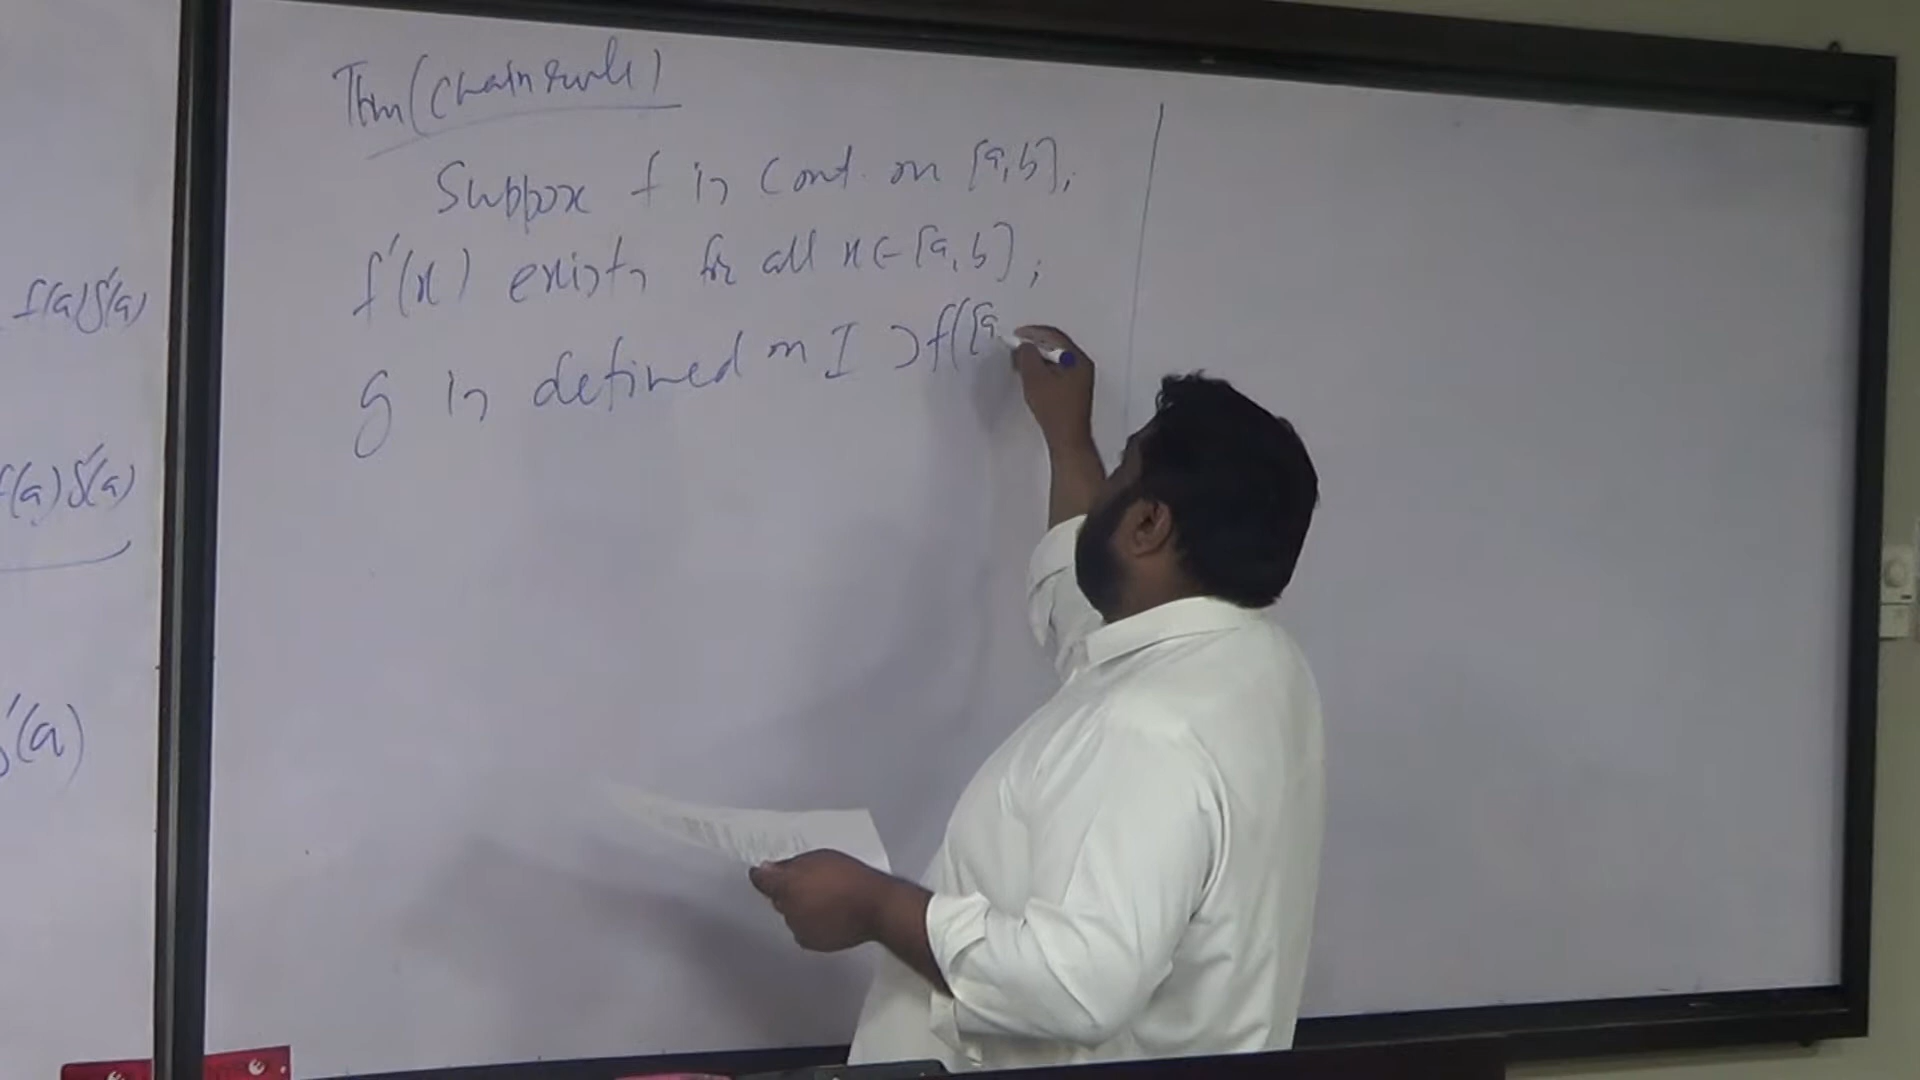 f(a)g'(a)
f(a)g'(a)
g'(a)
Thm (Chain rule)
Suppose f is cont. on [a,b],
f'(x) exists for all x ∈ [a,b],
g is defined on I ⊃ f([a